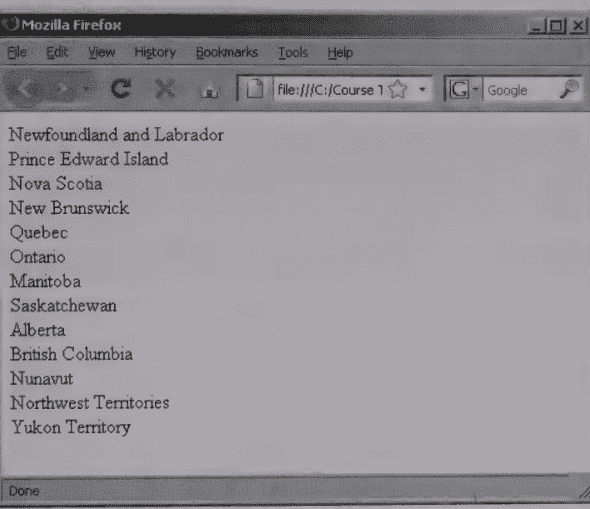 Mozilla Firefox
File Edit View History Bookmarks Tools Help
file:///C:/Course 1 G Google
Newfoundland and Labrador
Prince Edward Island
Nova Scotia
New Brunswick
Quebec
Ontario
Manitoba
Saskatchewan
Alberta
British Columbia
Nunavut
Northwest Territories
Yukon Territory
Done